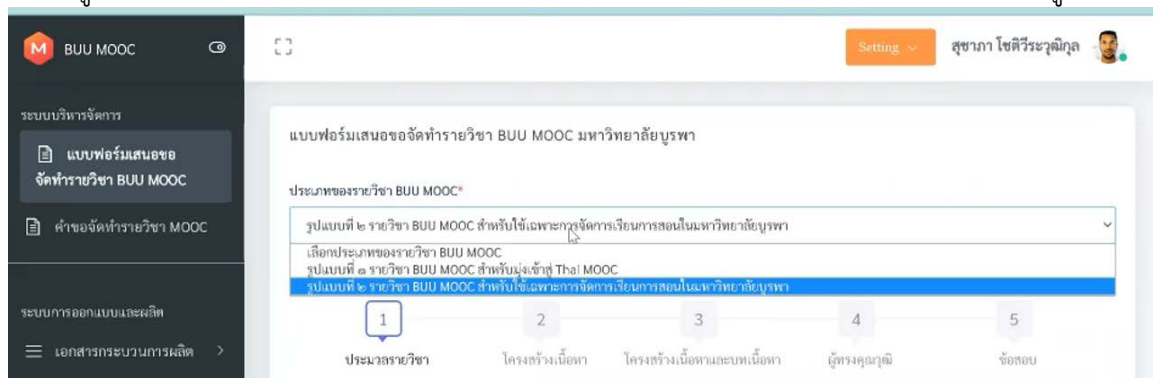 BUU MOOC
Setting
สุชาภา โชติวีระวุฒิกุล
ระบบบริหารจัดการ
แบบฟอร์มเสนอขอ
จัดทำรายวิชา BUU MOOC
คำขอจัดทำรายวิชา MOOC
ระบบการออกแบบและผลิต
เอกสารกระบวนการผลิต
แบบฟอร์มเสนอขอจัดทำรายวิชา BUU MOOC มหาวิทยาลัยบูรพา
ประเภทของรายวิชา BUU MOOC*
รูปแบบที่ ๒ รายวิชา BUU MOOC สำหรับใช้เฉพาะการจัดการเรียนการสอนในมหาวิทยาลัยบูรพา
เลือกประเภทของรายวิชา BUU MOOC
รูปแบบที่ ๑ รายวิชา BUU MOOC สำหรับมุ่งเข้าสู่ Thai MOOC
รูปแบบที่ ๒ รายวิชา BUU MOOC สำหรับใช้เฉพาะการจัดการเรียนการสอนในมหาวิทยาลัยบูรพา
1 2 3 4 5
ประมวลรายวิชา โครงสร้างเนื้อหา โครงสร้างเนื้อหาและบทเนื้อหา ผู้ทรงคุณวุฒิ ข้อสอบ